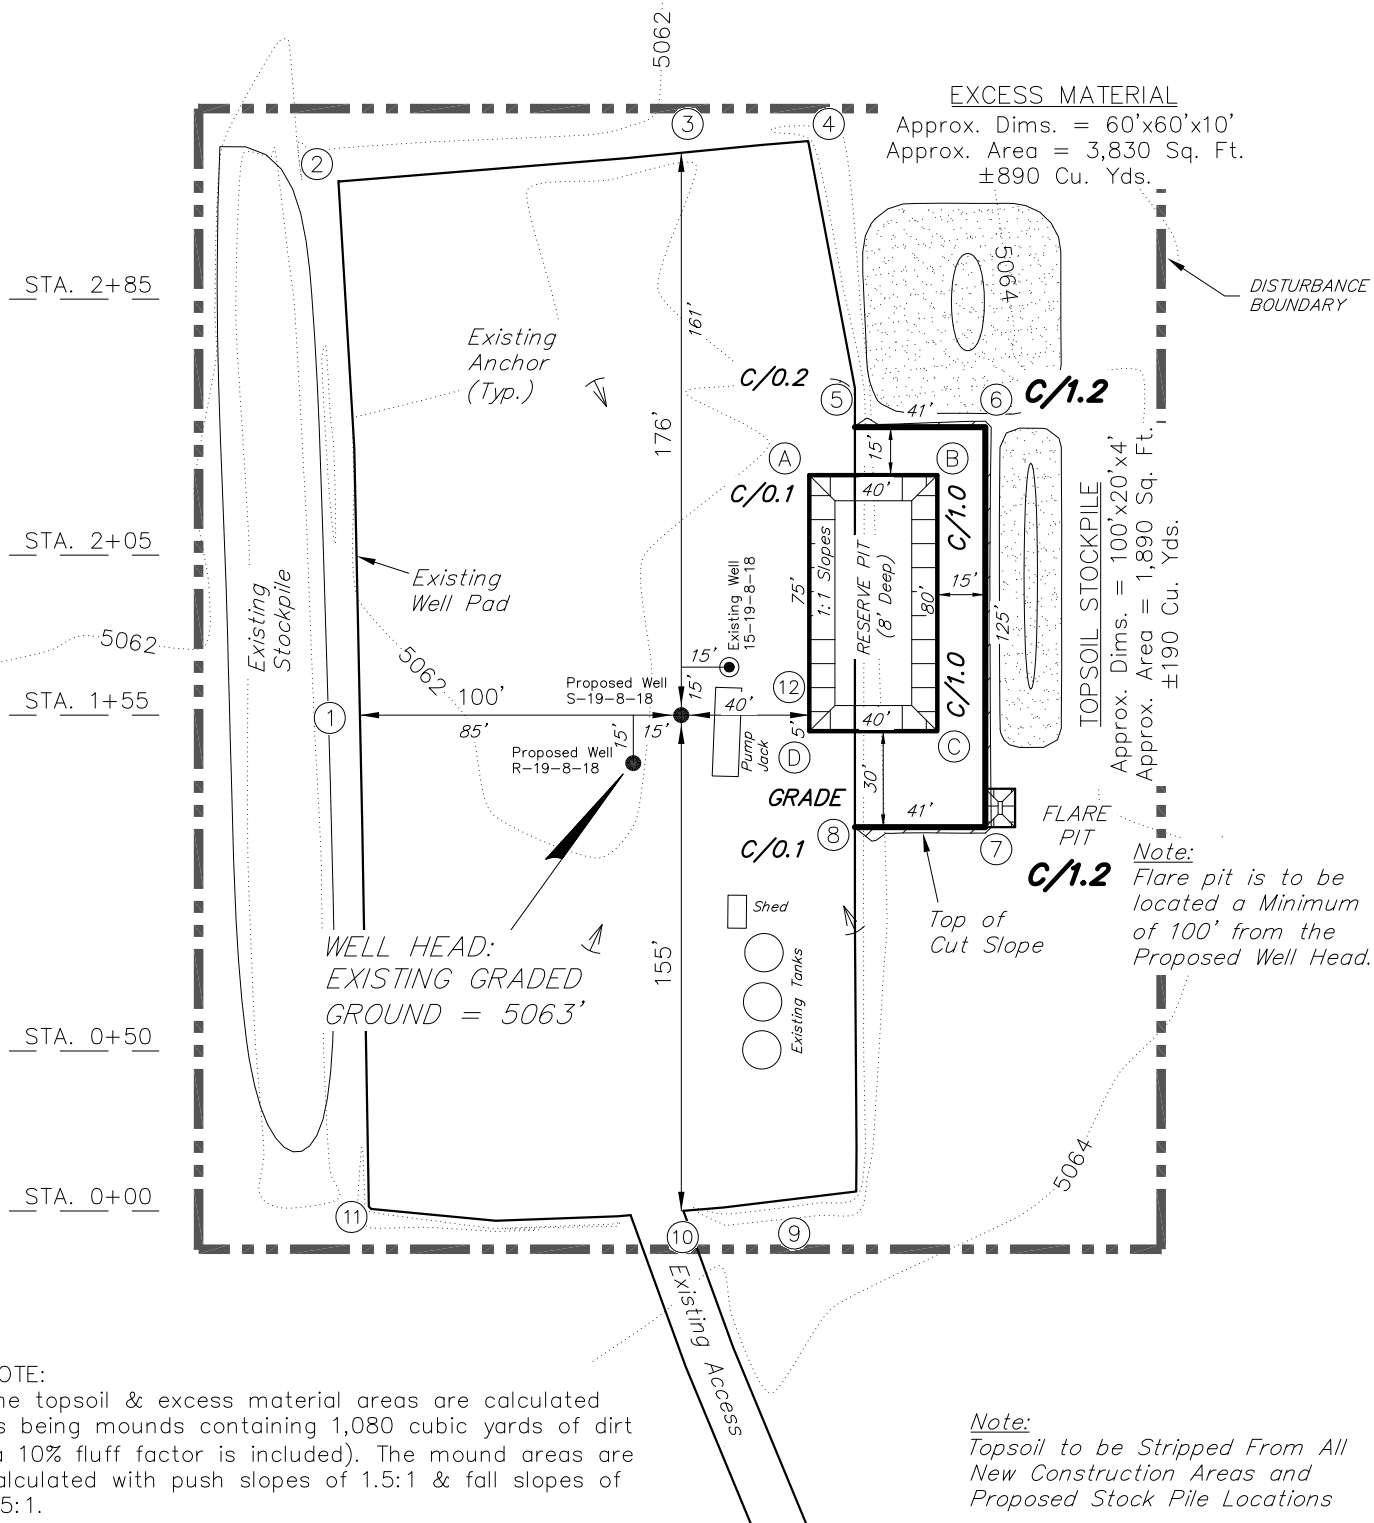 5062
EXCESS MATERIAL
Approx. Dims. = 60'x60'x10'
Approx. Area = 3,830 Sq. Ft.
±890 Cu. Yds.
3
4
2
5064
STA. 2+85
DISTURBANCE
BOUNDARY
161'
Existing
Anchor
(Typ.)
C/0.2
5
6
C/1.2
41'
176'
15'
A
B
C/0.1
40'
C/1.0
TOPSOIL STOCKPILE
Approx. Dims. = 100'x20'x4'
Approx. Area = 1,890 Sq. Ft.
±190 Cu. Yds.
STA. 2+05
Existing
Well Pad
Existing
Stockpile
75'
1:1 Slopes
RESERVE PIT
(8' Deep)
80'
15'
125'
Existing Well
15-19-8-18
5062
5062
15'
15'
Proposed Well
S-19-8-18
12
C/1.0
STA. 1+55
1
100'
85'
15'
15'
40'
5'
40'
Proposed Well
R-19-8-18
Pump
Jack
D
C
30'
GRADE
41'
FLARE
PIT
8
7
C/0.1
C/1.2
Note:
Flare pit is to be
located a Minimum
of 100' from the
Proposed Well Head.
Shed
Top of
Cut Slope
WELL HEAD:
EXISTING GRADED
GROUND = 5063'
155'
Existing Tanks
STA. 0+50
5064
STA. 0+00
11
10
9
Existing Access
OTE:
he topsoil & excess material areas are calculated
s being mounds containing 1,080 cubic yards of dirt
a 10% fluff factor is included). The mound areas are
alculated with push slopes of 1.5:1 & fall slopes of
5:1.
Note:
Topsoil to be Stripped From All
New Construction Areas and
Proposed Stock Pile Locations